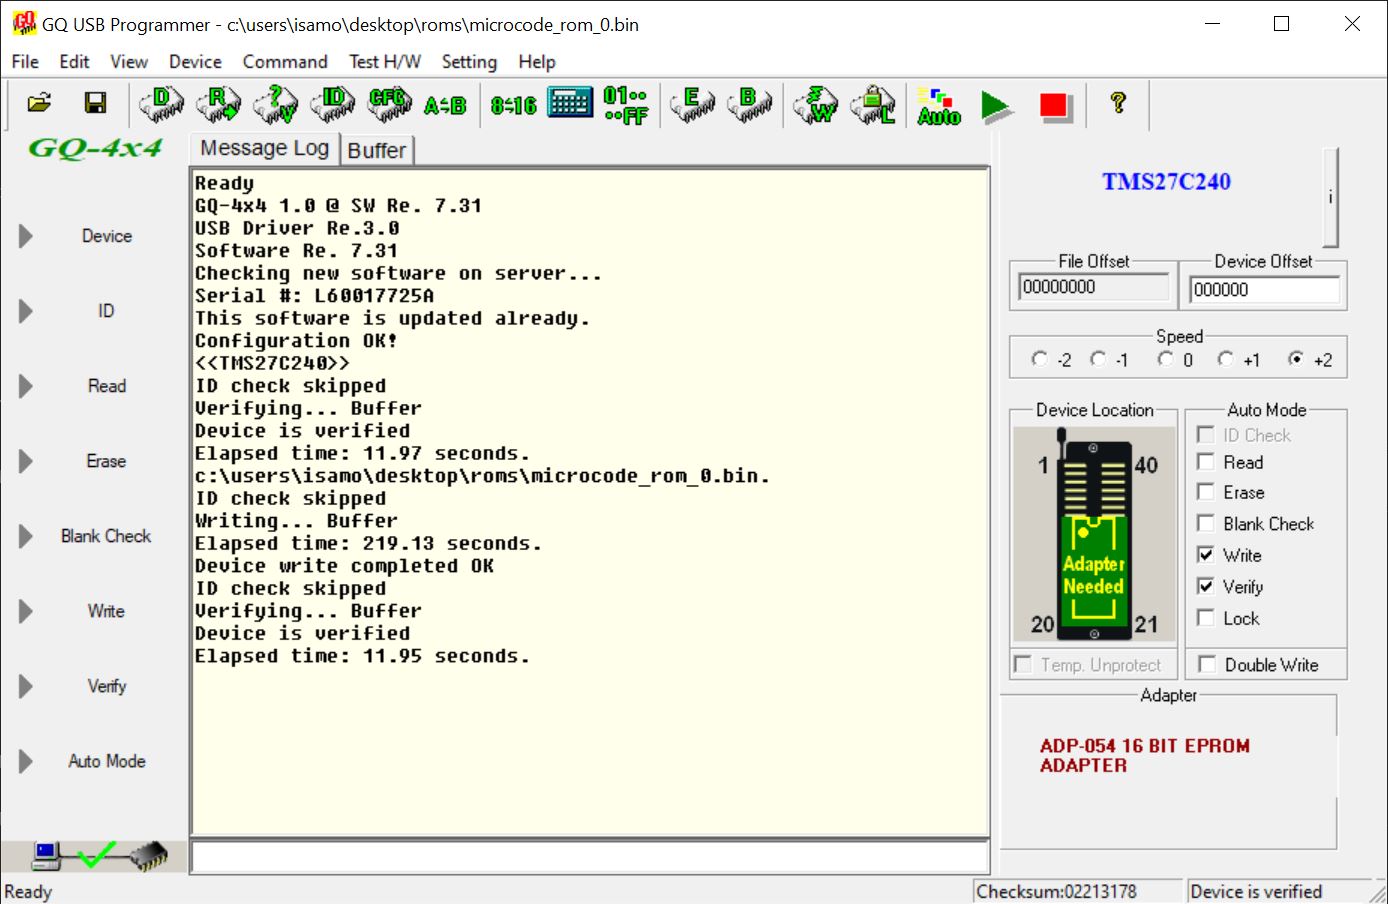 GQ USB Programmer - c:\users\isamo\desktop\roms\microcode_rom_0.bin
File Edit View Device Command Test H/W Setting Help
D R ? V ID CFG A⇆B 8⇆16 01·· ··FF E B E W L Auto ?
GQ-4x4
Message Log Buffer
Device
ID
Read
Erase
Blank Check
Write
Verify
Auto Mode
Ready
GQ-4x4 1.0 @ SW Re. 7.31
USB Driver Re.3.0
Software Re. 7.31
Checking new software on server...
Serial #: L60017725A
This software is updated already.
Configuration OK!
<<TMS27C240>>
ID check skipped
Verifying... Buffer
Device is verified
Elapsed time: 11.97 seconds.
c:\users\isamo\desktop\roms\microcode_rom_0.bin.
ID check skipped
Writing... Buffer
Elapsed time: 219.13 seconds.
Device write completed OK
ID check skipped
Verifying... Buffer
Device is verified
Elapsed time: 11.95 seconds.
TMS27C240
i
File Offset
00000000
Device Offset
000000
Speed
-2 -1 0 +1 +2
Device Location
1 40
Adapter
Needed
20 21
Temp. Unprotect
Auto Mode
ID Check
Read
Erase
Blank Check
Write
Verify
Lock
Double Write
Adapter
ADP-054 16 BIT EPROM
ADAPTER
Ready
Checksum:02213178
Device is verified